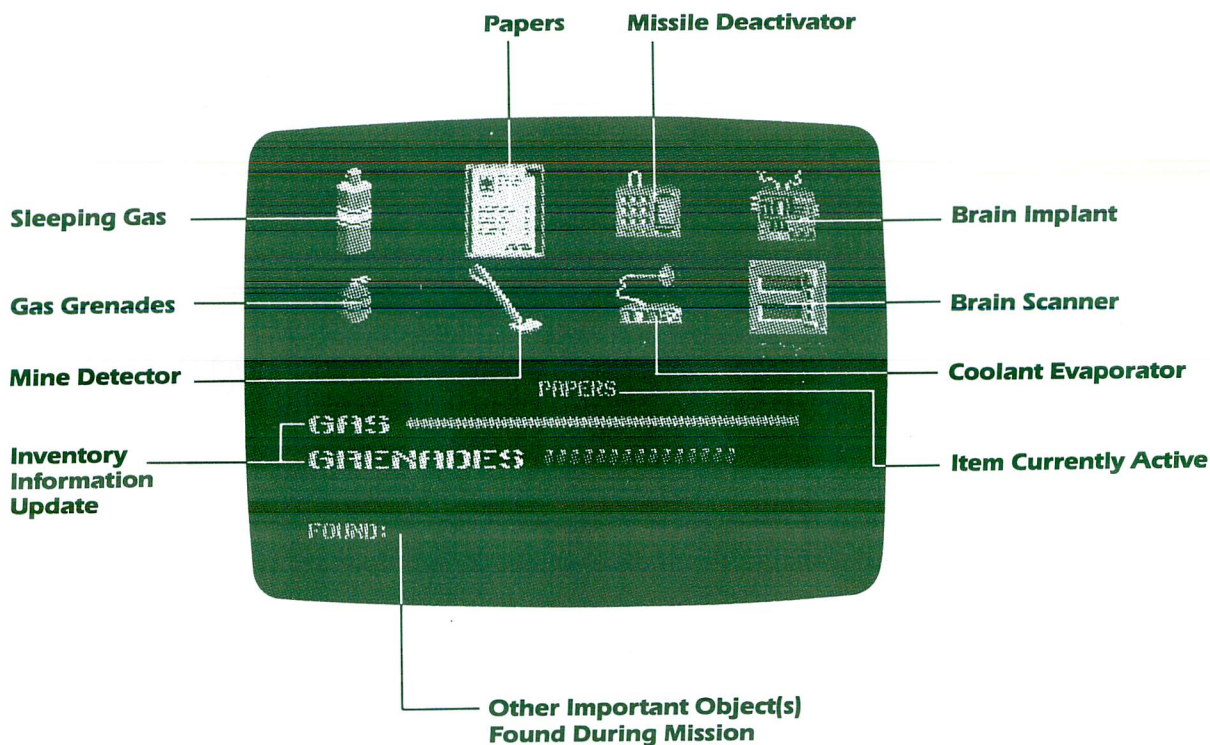 Papers
Missile Deactivator
Sleeping Gas
Brain Implant
Gas Grenades
Brain Scanner
Mine Detector
Coolant Evaporator
PAPERS
GAS
GRENADES
Inventory
Information
Update
Item Currently Active
FOUND:
Other Important Object(s)
Found During Mission